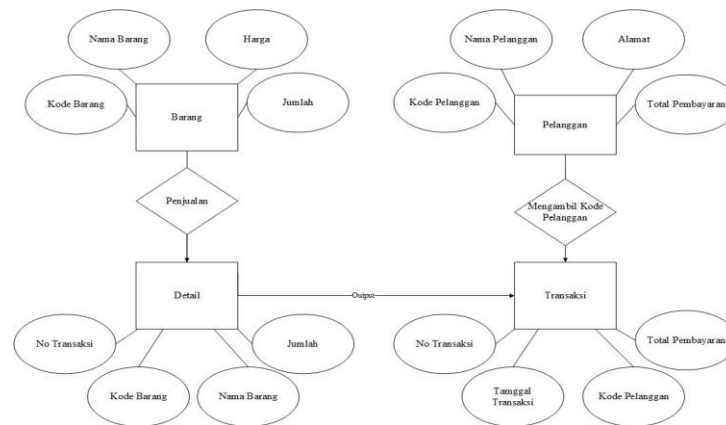 Nama Barang
Harga
Nama Pelanggan
Alamat
Kode Barang
Barang
Jumlah
Kode Pelanggan
Pelanggan
Total Pembayaran
Penjualan
Mengambil Kode
Pelanggan
Detail
Output
Transaksi
No Transaksi
Jumlah
No Transaksi
Total Pembayaran
Kode Barang
Nama Barang
Tamggal
Transaksi
Kode Pelanggan